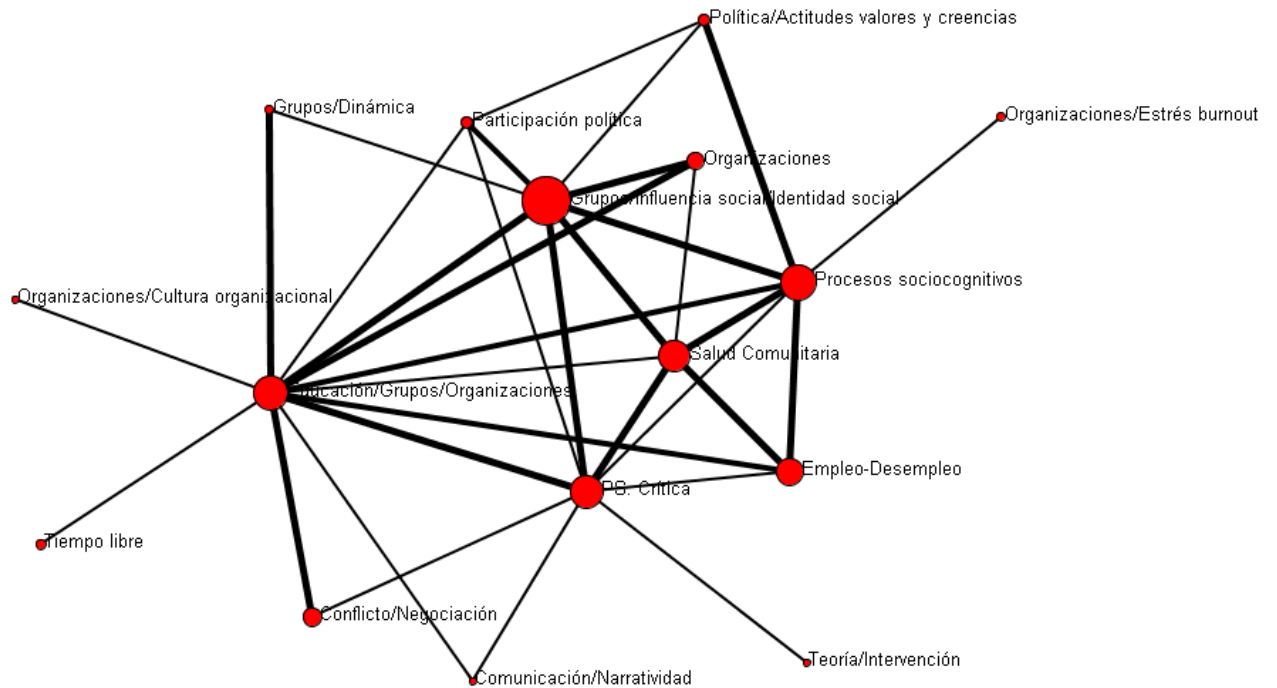 Política/Actitudes valores y creencias
Grupos/Dinámica
Organizaciones/Estrés burnout
Participación política
Organizaciones
Grupos/Influencia social/Identidad social
Procesos sociocognitivos
Organizaciones/Cultura organizacional
Salud Comunitaria
Educación/Grupos/Organizaciones
Empleo-Desempleo
PS. Crítica
Tiempo libre
Conflicto/Negociación
Teoría/Intervención
Comunicación/Narratividad